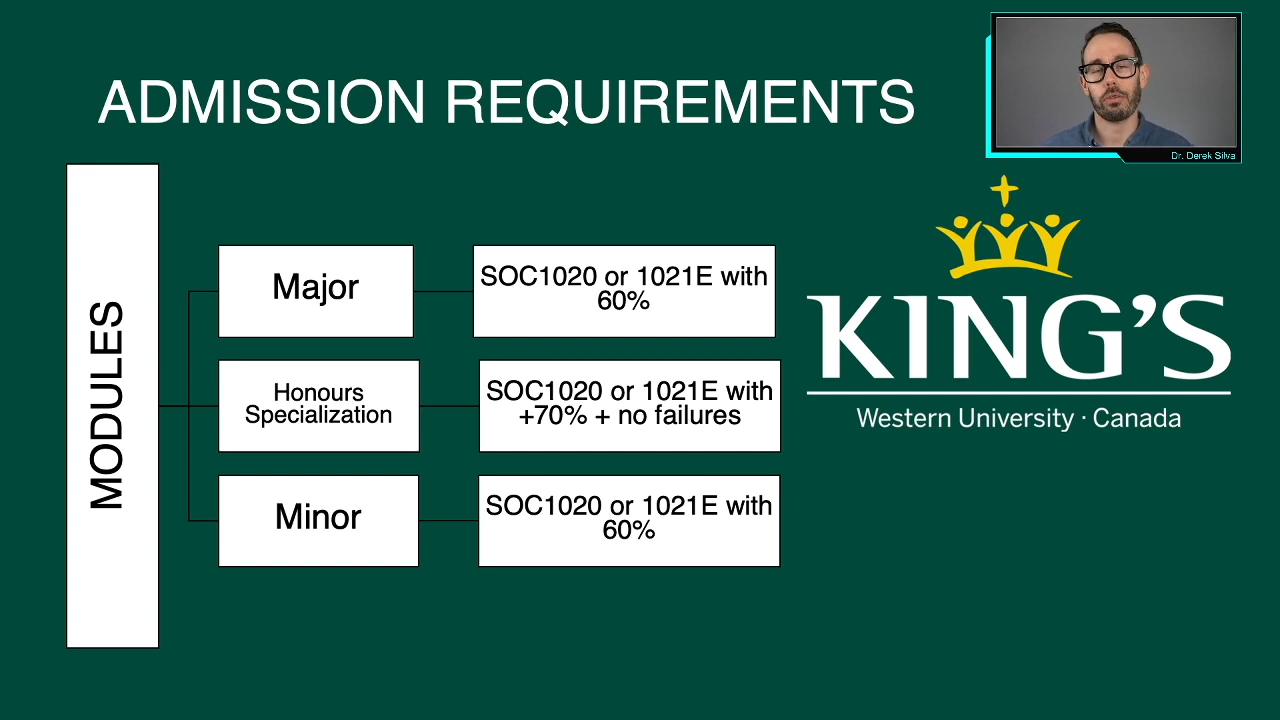 ADMISSION REQUIREMENTS
Dr. Derek Silva
MODULES
Major
SOC1020 or 1021E with
60%
Honours
Specialization
SOC1020 or 1021E with
+70% + no failures
Minor
SOC1020 or 1021E with
60%
KING'S
Western University · Canada